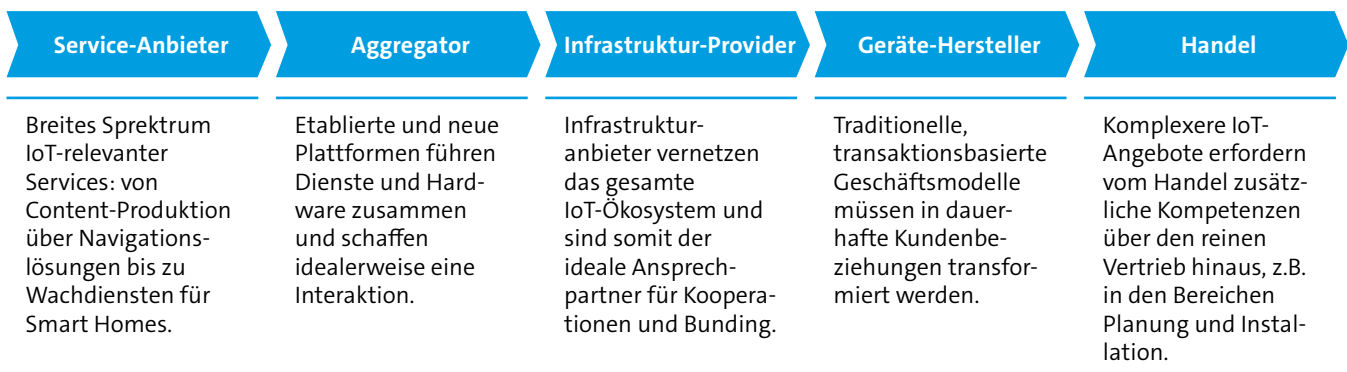 Service-Anbieter
Aggregator
Infrastruktur-Provider
Geräte-Hersteller
Handel
Breites Sprektrum
IoT-relevanter
Services: von
Content-Produktion
über Navigations-
lösungen bis zu
Wachdiensten für
Smart Homes.
Etablierte und neue
Plattformen führen
Dienste und Hard-
ware zusammen
und schaffen
idealerweise eine
Interaktion.
Infrastruktur-
anbieter vernetzen
das gesamte
IoT-Ökosystem und
sind somit der
ideale Ansprech-
partner für Koopera-
tionen und Bunding.
Traditionelle,
transaktionsbasierte
Geschäftsmodelle
müssen in dauer-
hafte Kundenbe-
ziehungen transfor-
miert werden.
Komplexere IoT-
Angebote erfordern
vom Handel zusätz-
liche Kompetenzen
über den reinen
Vertrieb hinaus, z.B.
in den Bereichen
Planung und Instal-
lation.